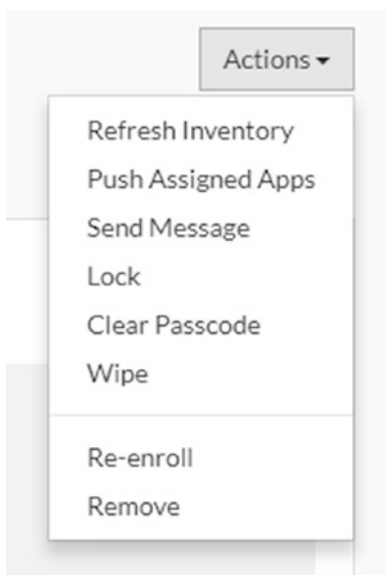 Actions
Refresh Inventory
Push Assigned Apps
Send Message
Lock
Clear Passcode
Wipe
Re-enroll
Remove